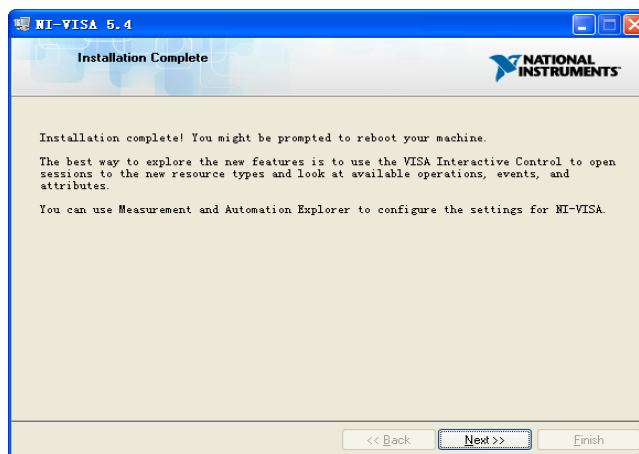 NI-VISA 5.4
Installation Complete
NATIONAL
INSTRUMENTS™
Installation complete! You might be prompted to reboot your machine.
The best way to explore the new features is to use the VISA Interactive Control to open
sessions to the new resource types and look at available operations, events, and
attributes.
You can use Measurement and Automation Explorer to configure the settings for NI-VISA.
<< Back
Next >>
Finish